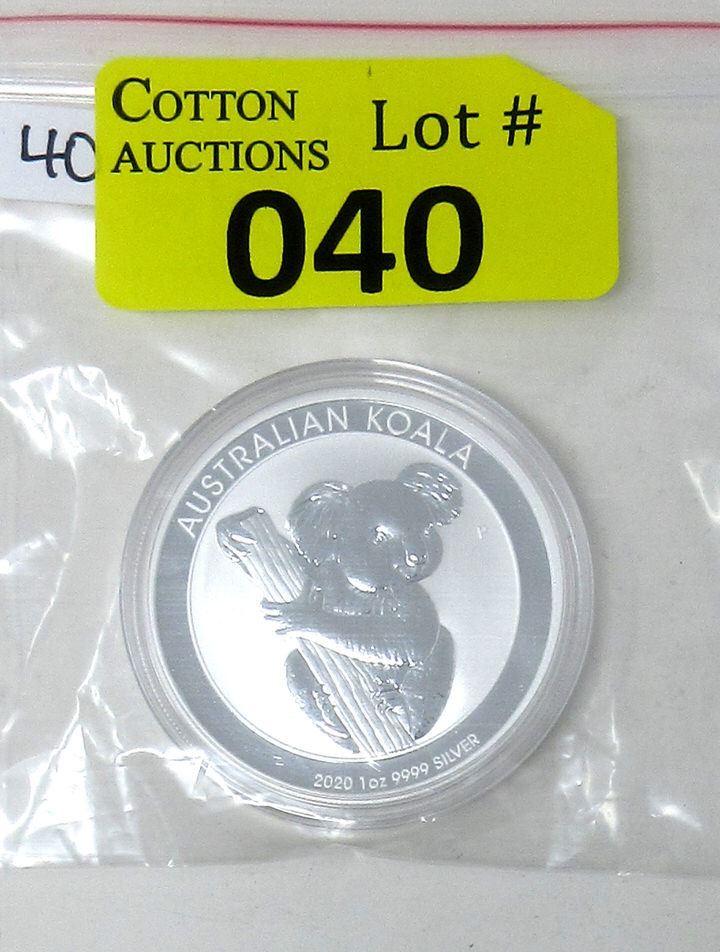 COTTON
AUCTIONS
Lot #
040
40
AUSTRALIAN KOALA
P
2020 1oz 9999 SILVER